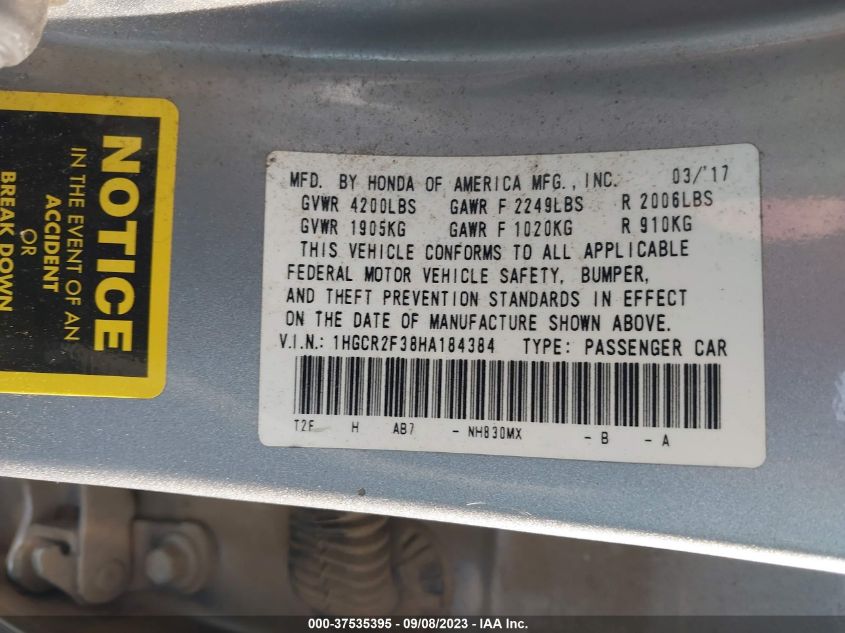 NOTICE
IN THE EVENT OF AN
ACCIDENT
OR
BREAK DOWN
MFD. BY HONDA OF AMERICA MFG., INC. 03/'17
GVWR 4200LBS GAWR F 2249LBS R 2006LBS
GVWR 1905KG GAWR F 1020KG R 910KG
THIS VEHICLE CONFORMS TO ALL APPLICABLE
FEDERAL MOTOR VEHICLE SAFETY, BUMPER,
AND THEFT PREVENTION STANDARDS IN EFFECT
ON THE DATE OF MANUFACTURE SHOWN ABOVE.
V.I.N.: 1HGCR2F38HA184384 TYPE: PASSENGER CAR
T2F H AB7 - NH830MX - B - A
000-37535395 - 09/08/2023 - IAA Inc.